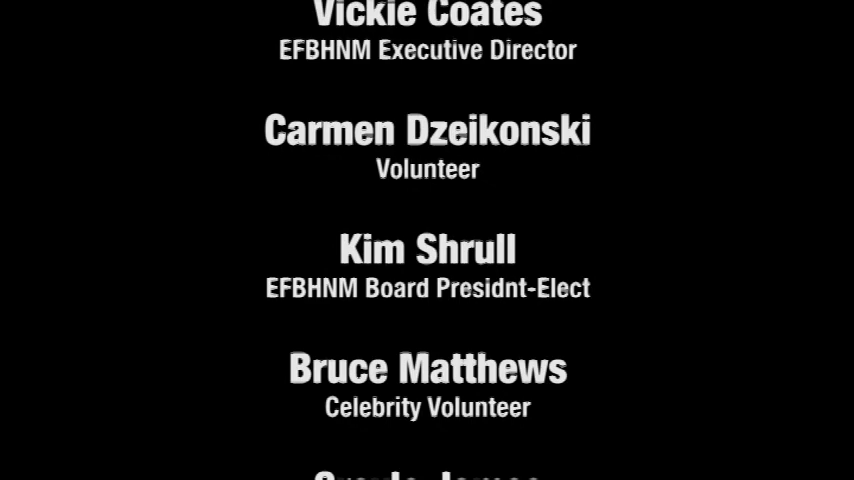 Vickie Coates
EFBHNM Executive Director
Carmen Dzeikonski
Volunteer
Kim Shrull
EFBHNM Board Presidnt-Elect
Bruce Matthews
Celebrity Volunteer